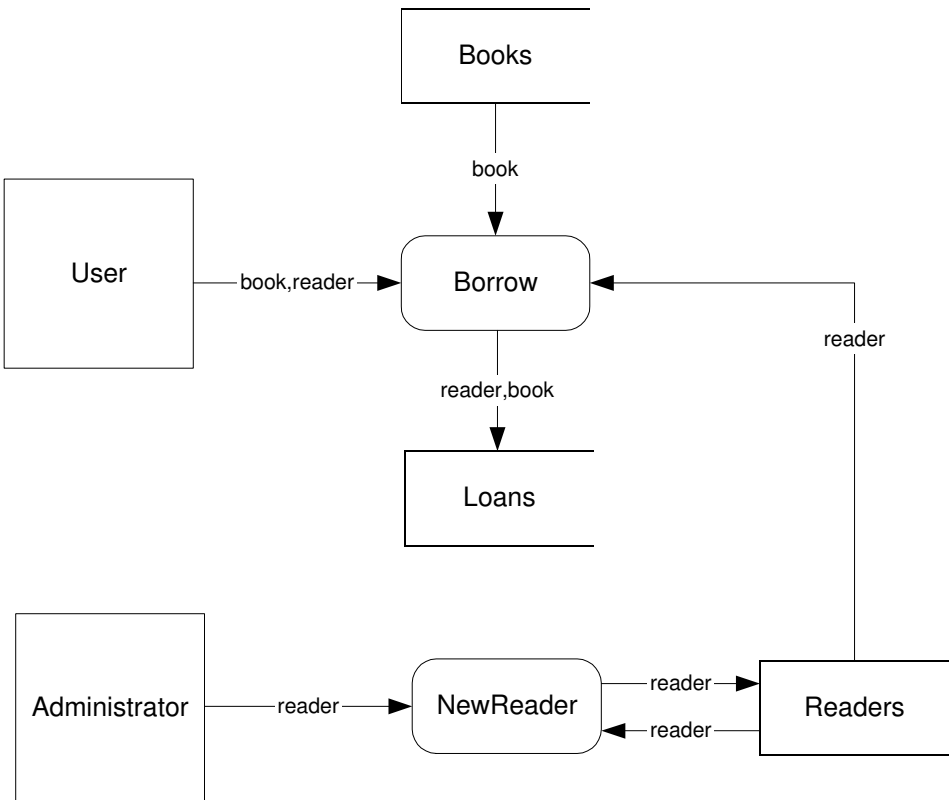 Books
book
User
book,reader
Borrow
reader
reader,book
Loans
Administrator
reader
NewReader
reader
reader
Readers